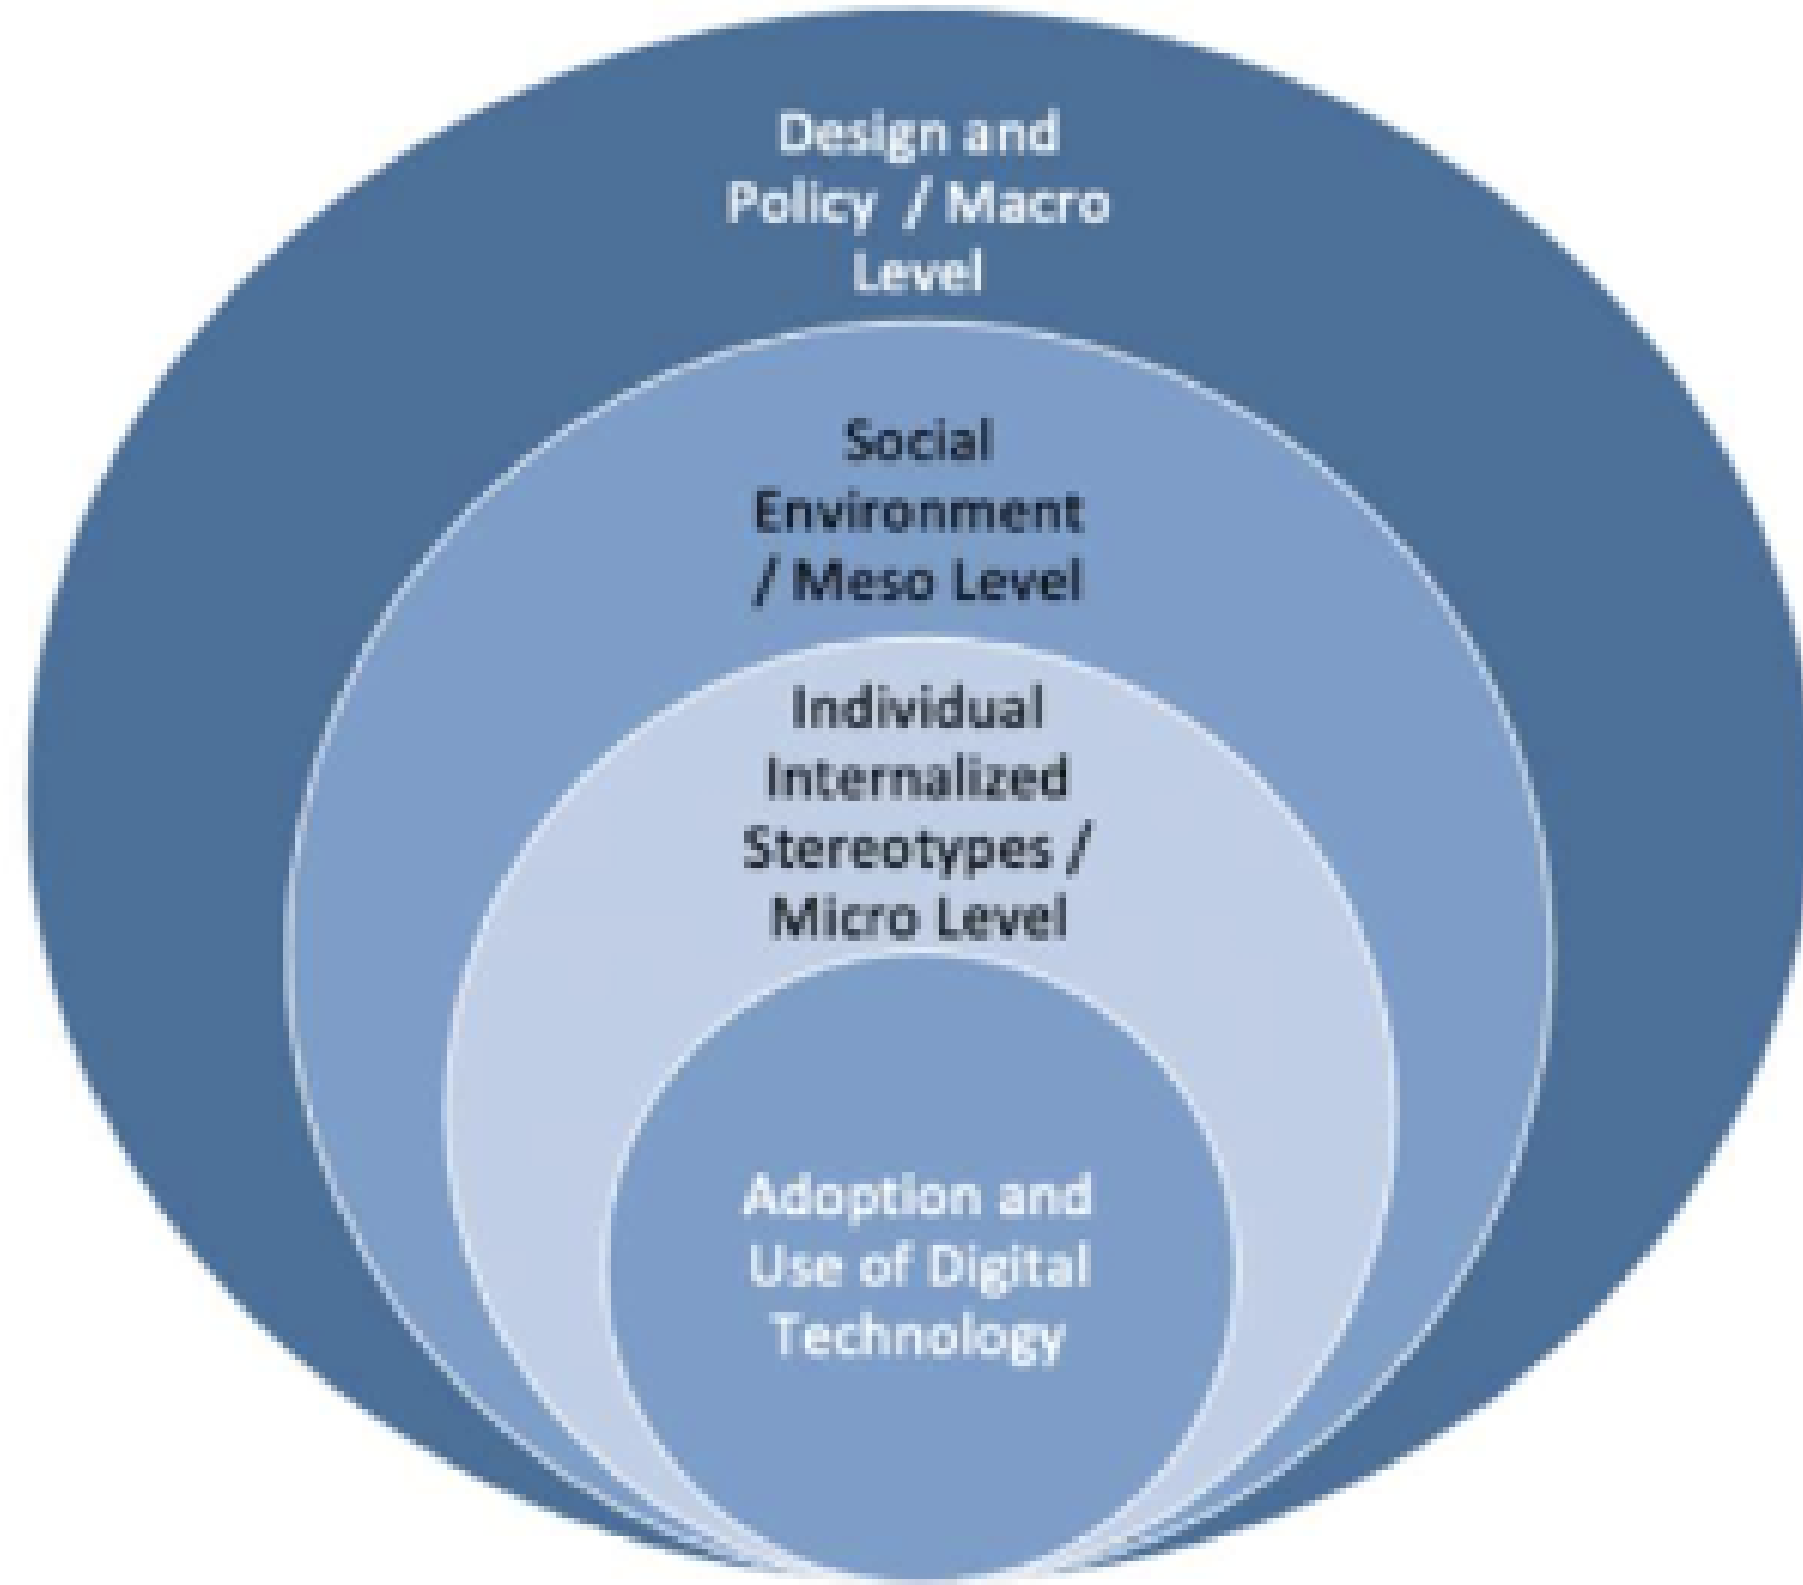 Design and
Policy / Macro
Level
Social
Environment
/ Meso Level
Individual
Internalized
Stereotypes /
Micro Level
Adoption and
Use of Digital
Technology